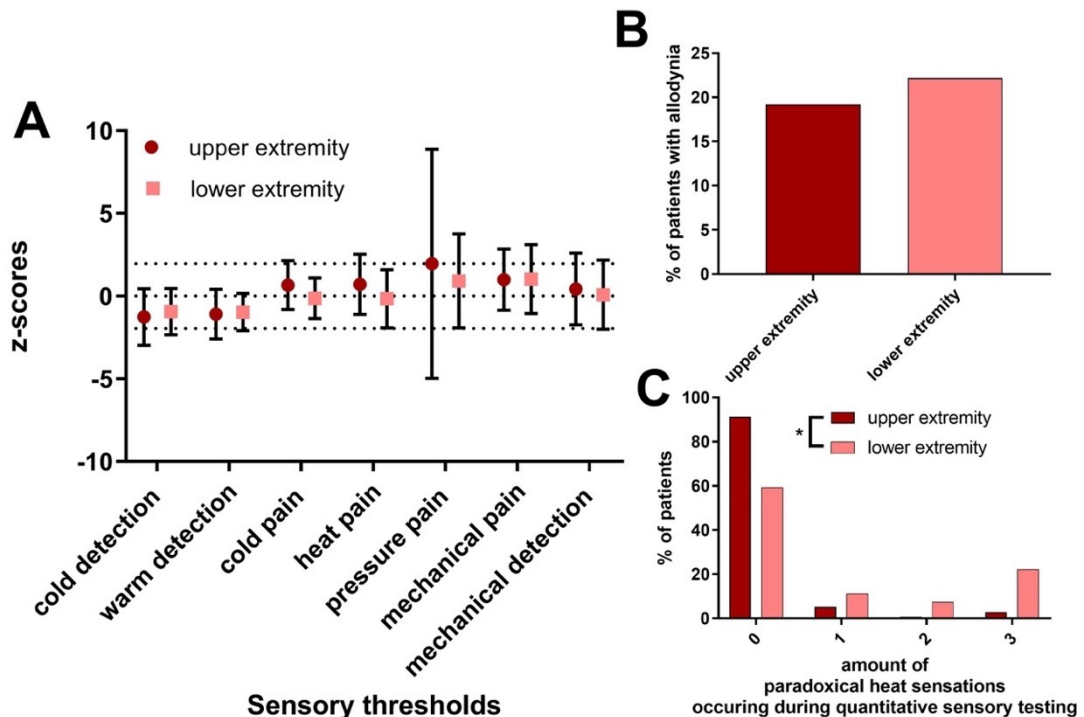 A
z-scores
10
5
0
-5
-10
upper extremity
lower extremity
cold detection
warm detection
cold pain
heat pain
pressure pain
mechanical pain
mechanical detection
Sensory thresholds
B
% of patients with allodynia
25
20
15
10
5
0
upper extremity
lower extremity
C
% of patients
100
80
60
40
20
0
*
upper extremity
lower extremity
0
1
2
3
amount of
paradoxical heat sensations
occuring during quantitative sensory testing